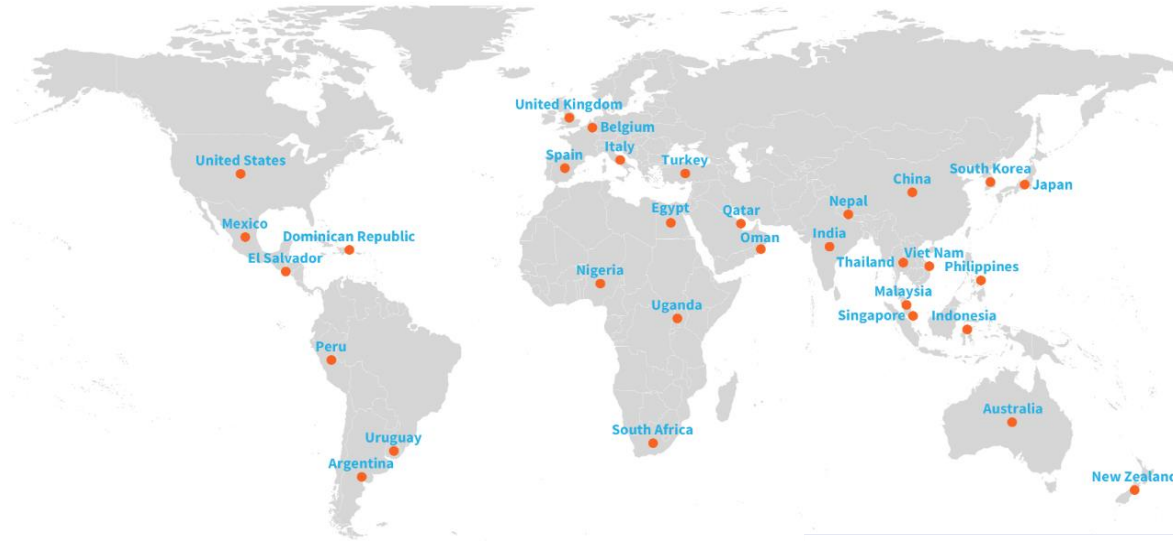 United Kingdom
Belgium
Italy
Spain
Turkey
United States
South Korea
China
Japan
Nepal
Mexico
Egypt
Qatar
Dominican Republic
Oman
India
El Salvador
Thailand
Viet Nam
Philippines
Nigeria
Malaysia
Uganda
Singapore
Indonesia
Peru
Australia
South Africa
Uruguay
Argentina
New Zealand